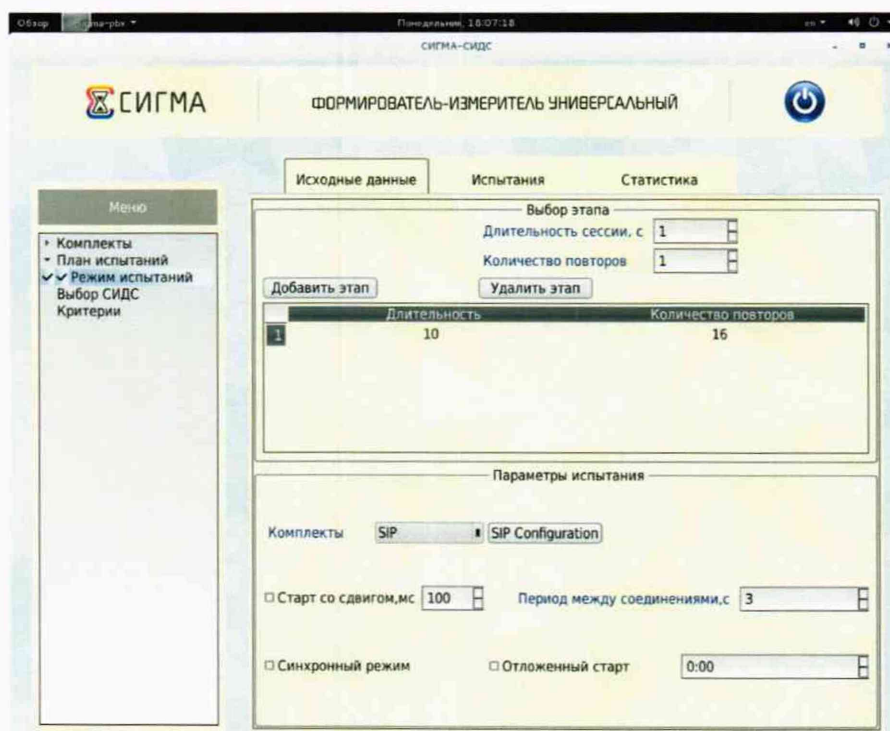 Обзор
Sigma-pbx
Понедельник, 18:07:18
en
СИГМА-СИДС
СИГМА
ФОРМИРОВАТЕЛЬ-ИЗМЕРИТЕЛЬ УНИВЕРСАЛЬНЫЙ
Исходные данные
Испытания
Статистика
Меню
Комплекты
План испытаний
Режим испытаний
Выбор СИДС
Критерии
Выбор этапа
Длительность сессии, с 1
Количество повторов 1
Добавить этап
Удалить этап
Длительность Количество повторов
1 10 16
Параметры испытания
Комплекты SIP SIP Configuration
Старт со сдвигом,мс 100 Период между соединениями,с 3
Синхронный режим Отложенный старт 0:00